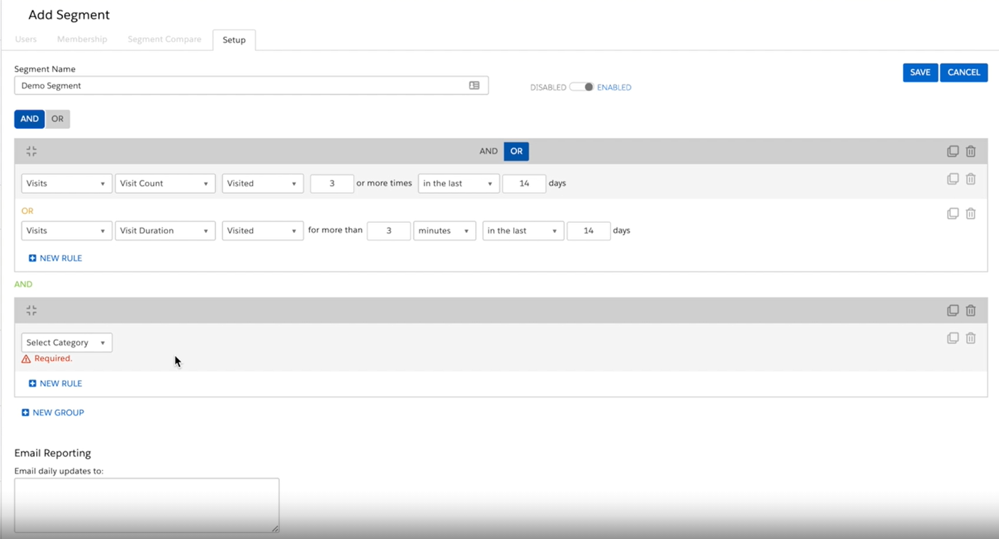 Add Segment
Users Membership Segment Compare Setup
Segment Name
Demo Segment
DISABLED ENABLED
SAVE CANCEL
AND OR
AND OR
Visits Visit Count Visited 3 or more times in the last 14 days
OR
Visits Visit Duration Visited for more than 3 minutes in the last 14 days
NEW RULE
AND
Select Category
Required.
NEW RULE
NEW GROUP
Email Reporting
Email daily updates to: